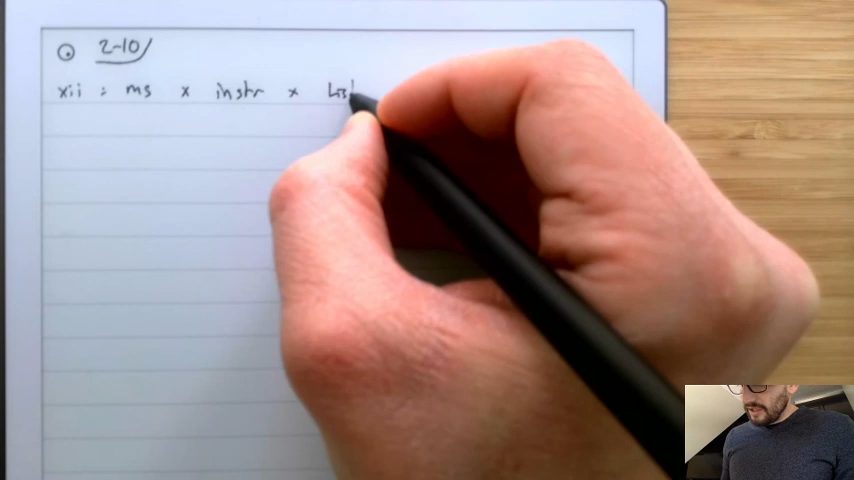 ⊙ 2-10/
xii = ms x instr x